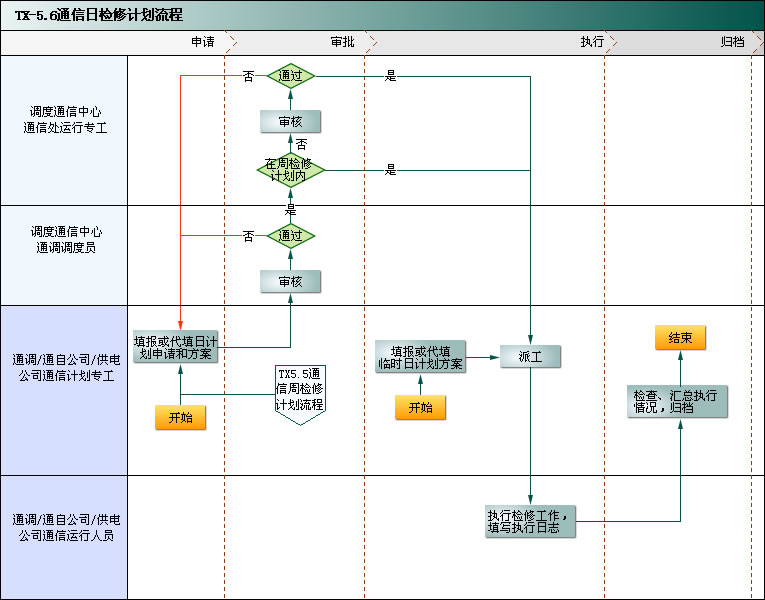 TX-5.6通信日检修计划流程
申请
审批
执行
归档
调度通信中心
通信处运行专工
否
通过
是
审核
否
在周检修
计划内
是
是
调度通信中心
通调调度员
否
通过
审核
通调/通自公司/供电
公司通信计划专工
填报或代填日计
划申请和方案
开始
TX5.5通
信周检修
计划流程
填报或代填
临时日计划方案
开始
派工
结束
检查、汇总执行
情况，归档
通调/通自公司/供电
公司通信运行人员
执行检修工作，
填写执行日志